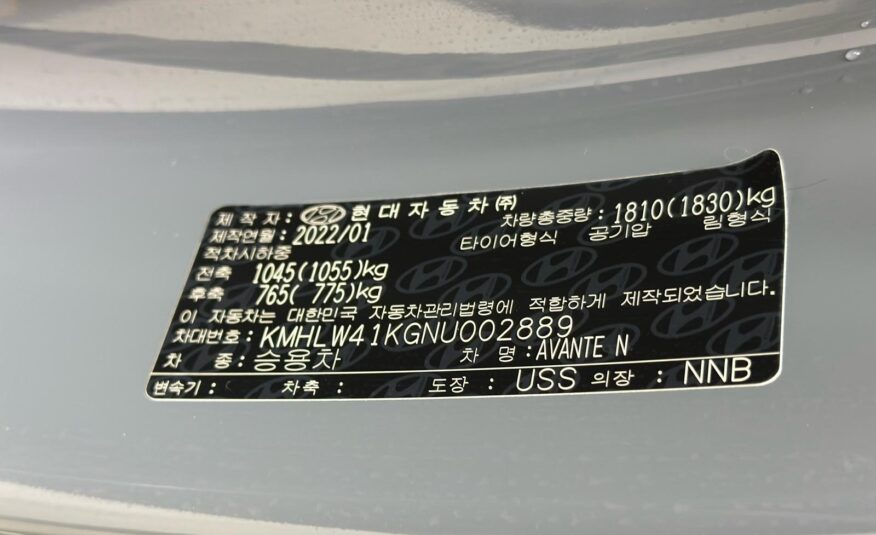 제 작 자 : 현대자동차㈜
차량총중량 : 1810(1830)kg
제작연월 : 2022/01
타이어형식 공기압 림형식
적차시하중
전축 1045(1055)kg
후축 765( 775)kg
이 자동차는 대한민국 자동차관리법령에 적합하게 제작되었습니다.
차대번호 : KMHLW41KGNU002889
차 종 : 승용차 차 명 : AVANTE N
변속기 : 차축 : 도장 : USS 의장 : NNB